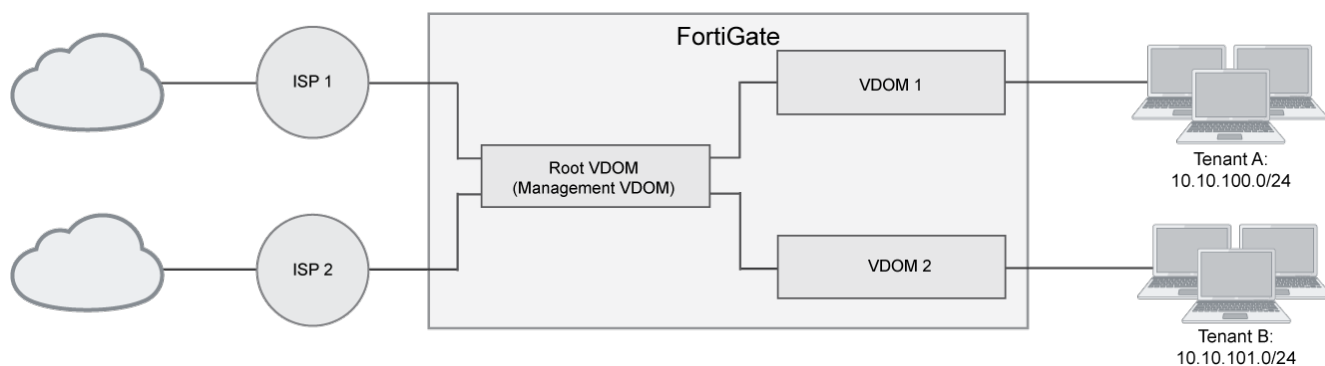 FortiGate
ISP 1
VDOM 1
Root VDOM
(Management VDOM)
Tenant A:
10.10.100.0/24
ISP 2
VDOM 2
Tenant B:
10.10.101.0/24